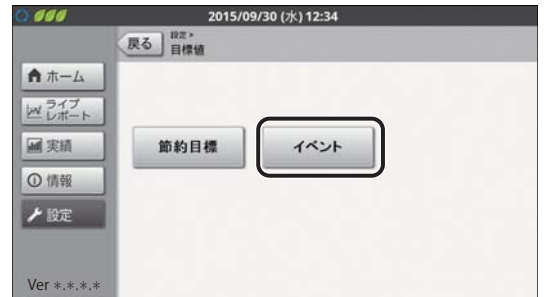 2015/09/30 (水) 12:34
戻る
設定▸
目標値
ホーム
ライブ
レポート
実績
情報
設定
節約目標
イベント
Ver *.*.*.*